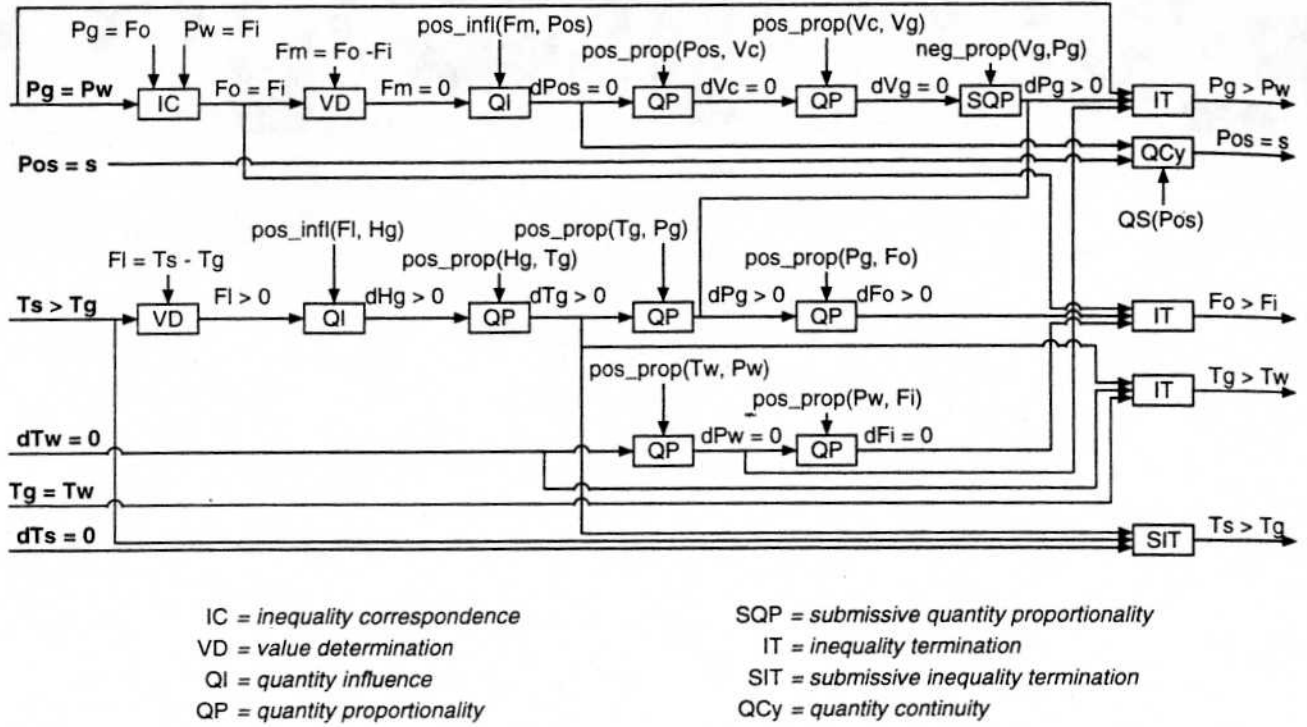 Pg = Fo
Pw = Fi
Fm = Fo -Fi
pos_infl(Fm, Pos)
pos_prop(Pos, Vc)
pos_prop(Vc, Vg)
neg_prop(Vg,Pg)
Pg = Pw
IC
Fo = Fi
VD
Fm = 0
QI
dPos = 0
QP
dVc = 0
QP
dVg = 0
SQP
dPg > 0
IT
Pg > Pw
Pos = s
QCy
Pos = s
QS(Pos)
Fl = Ts - Tg
pos_infl(Fl, Hg)
pos_prop(Hg, Tg)
pos_prop(Tg, Pg)
pos_prop(Pg, Fo)
Ts > Tg
VD
Fl > 0
QI
dHg > 0
QP
dTg > 0
QP
dPg > 0
QP
dFo > 0
IT
Fo > Fi
pos_prop(Tw, Pw)
pos_prop(Pw, Fi)
IT
Tg > Tw
dTw = 0
QP
dPw = 0
QP
dFi = 0
Tg = Tw
dTs = 0
SIT
Ts > Tg
IC = inequality correspondence
VD = value determination
QI = quantity influence
QP = quantity proportionality
SQP = submissive quantity proportionality
IT = inequality termination
SIT = submissive inequality termination
QCy = quantity continuity